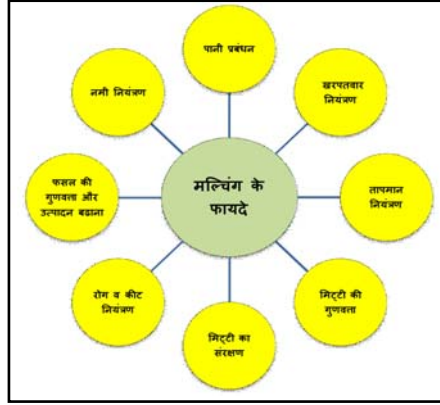 पानी प्रबंधन
खरपतवार
नियंत्रण
तापमान
नियंत्रण
मिट्टी की
गुणवता
मिट्टी का
संरक्षण
रोग व कीट
नियंत्रण
फसल की
गुणवता और
उत्पादन बढाना
नमी नियंत्रण
मल्चिंग के
फायदे